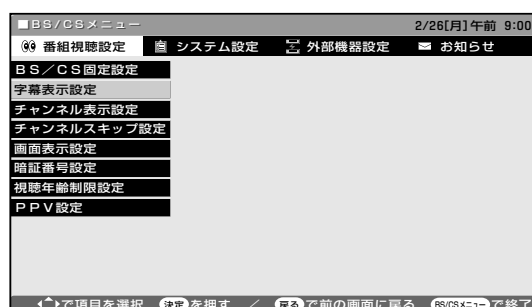 ■BS/CSメニュー 2/26[月]午前 9:00
番組視聴設定 システム設定 外部機器設定 お知らせ
BS/CS固定設定
字幕表示設定
チャンネル表示設定
チャンネルスキップ設定
画面表示設定
暗証番号設定
視聴年齢制限設定
PPV設定
で項目を選択 決定を押す / 戻るで前の画面に戻る BS/CSメニューで終了